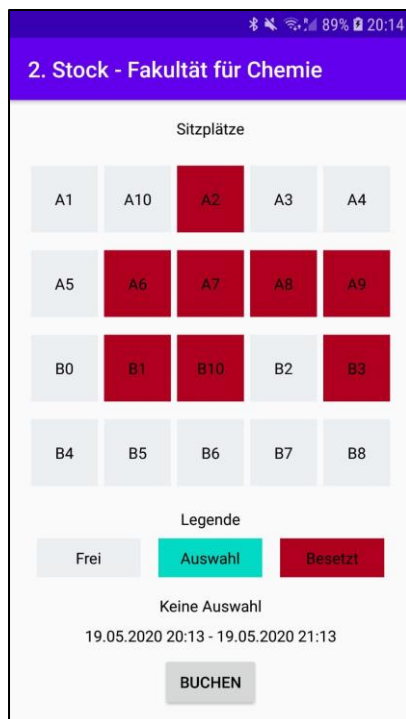 89% 20:14
2. Stock - Fakultät für Chemie
Sitzplätze
A1 A10 A2 A3 A4
A5 A6 A7 A8 A9
B0 B1 B10 B2 B3
B4 B5 B6 B7 B8
Legende
Frei Auswahl Besetzt
Keine Auswahl
19.05.2020 20:13 - 19.05.2020 21:13
BUCHEN